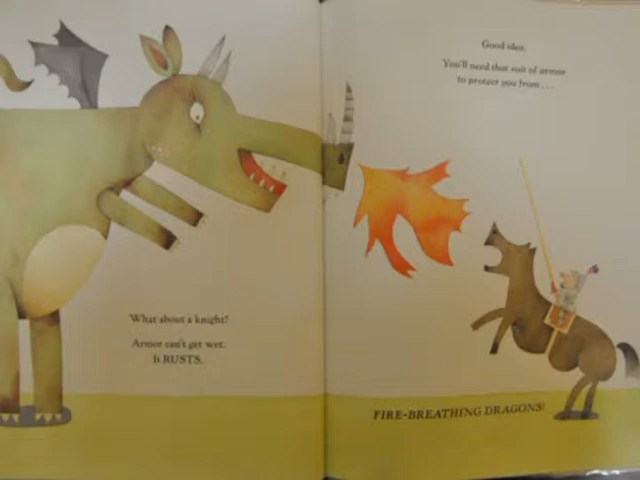 What about a knight?
Armor can't get wet.
It RUSTS.
Good idea.
You'll need that suit of armor
to protect you from . . .
FIRE-BREATHING DRAGONS!